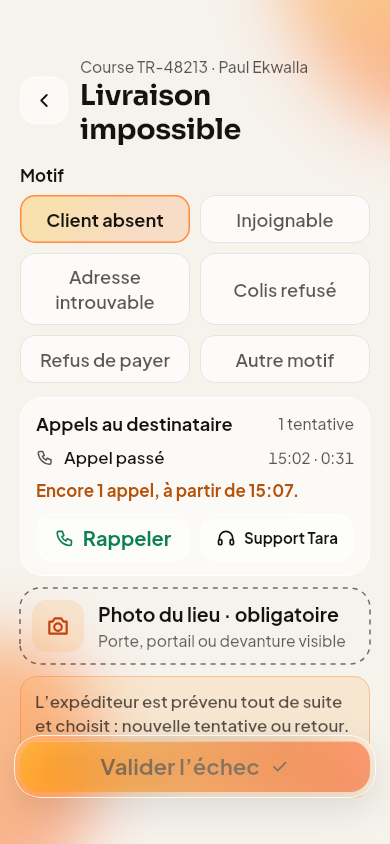 Course TR-48213 · Paul Ekwalla
Livraison
impossible
Motif
Client absent
Injoignable
Adresse
introuvable
Colis refusé
Refus de payer
Autre motif
Appels au destinataire
1 tentative
Appel passé
15:02 · 0:31
Encore 1 appel, à partir de 15:07.
Rappeler
Support Tara
Photo du lieu · obligatoire
Porte, portail ou devanture visible
L’expéditeur est prévenu tout de suite
et choisit : nouvelle tentative ou retour.
Valider l’échec